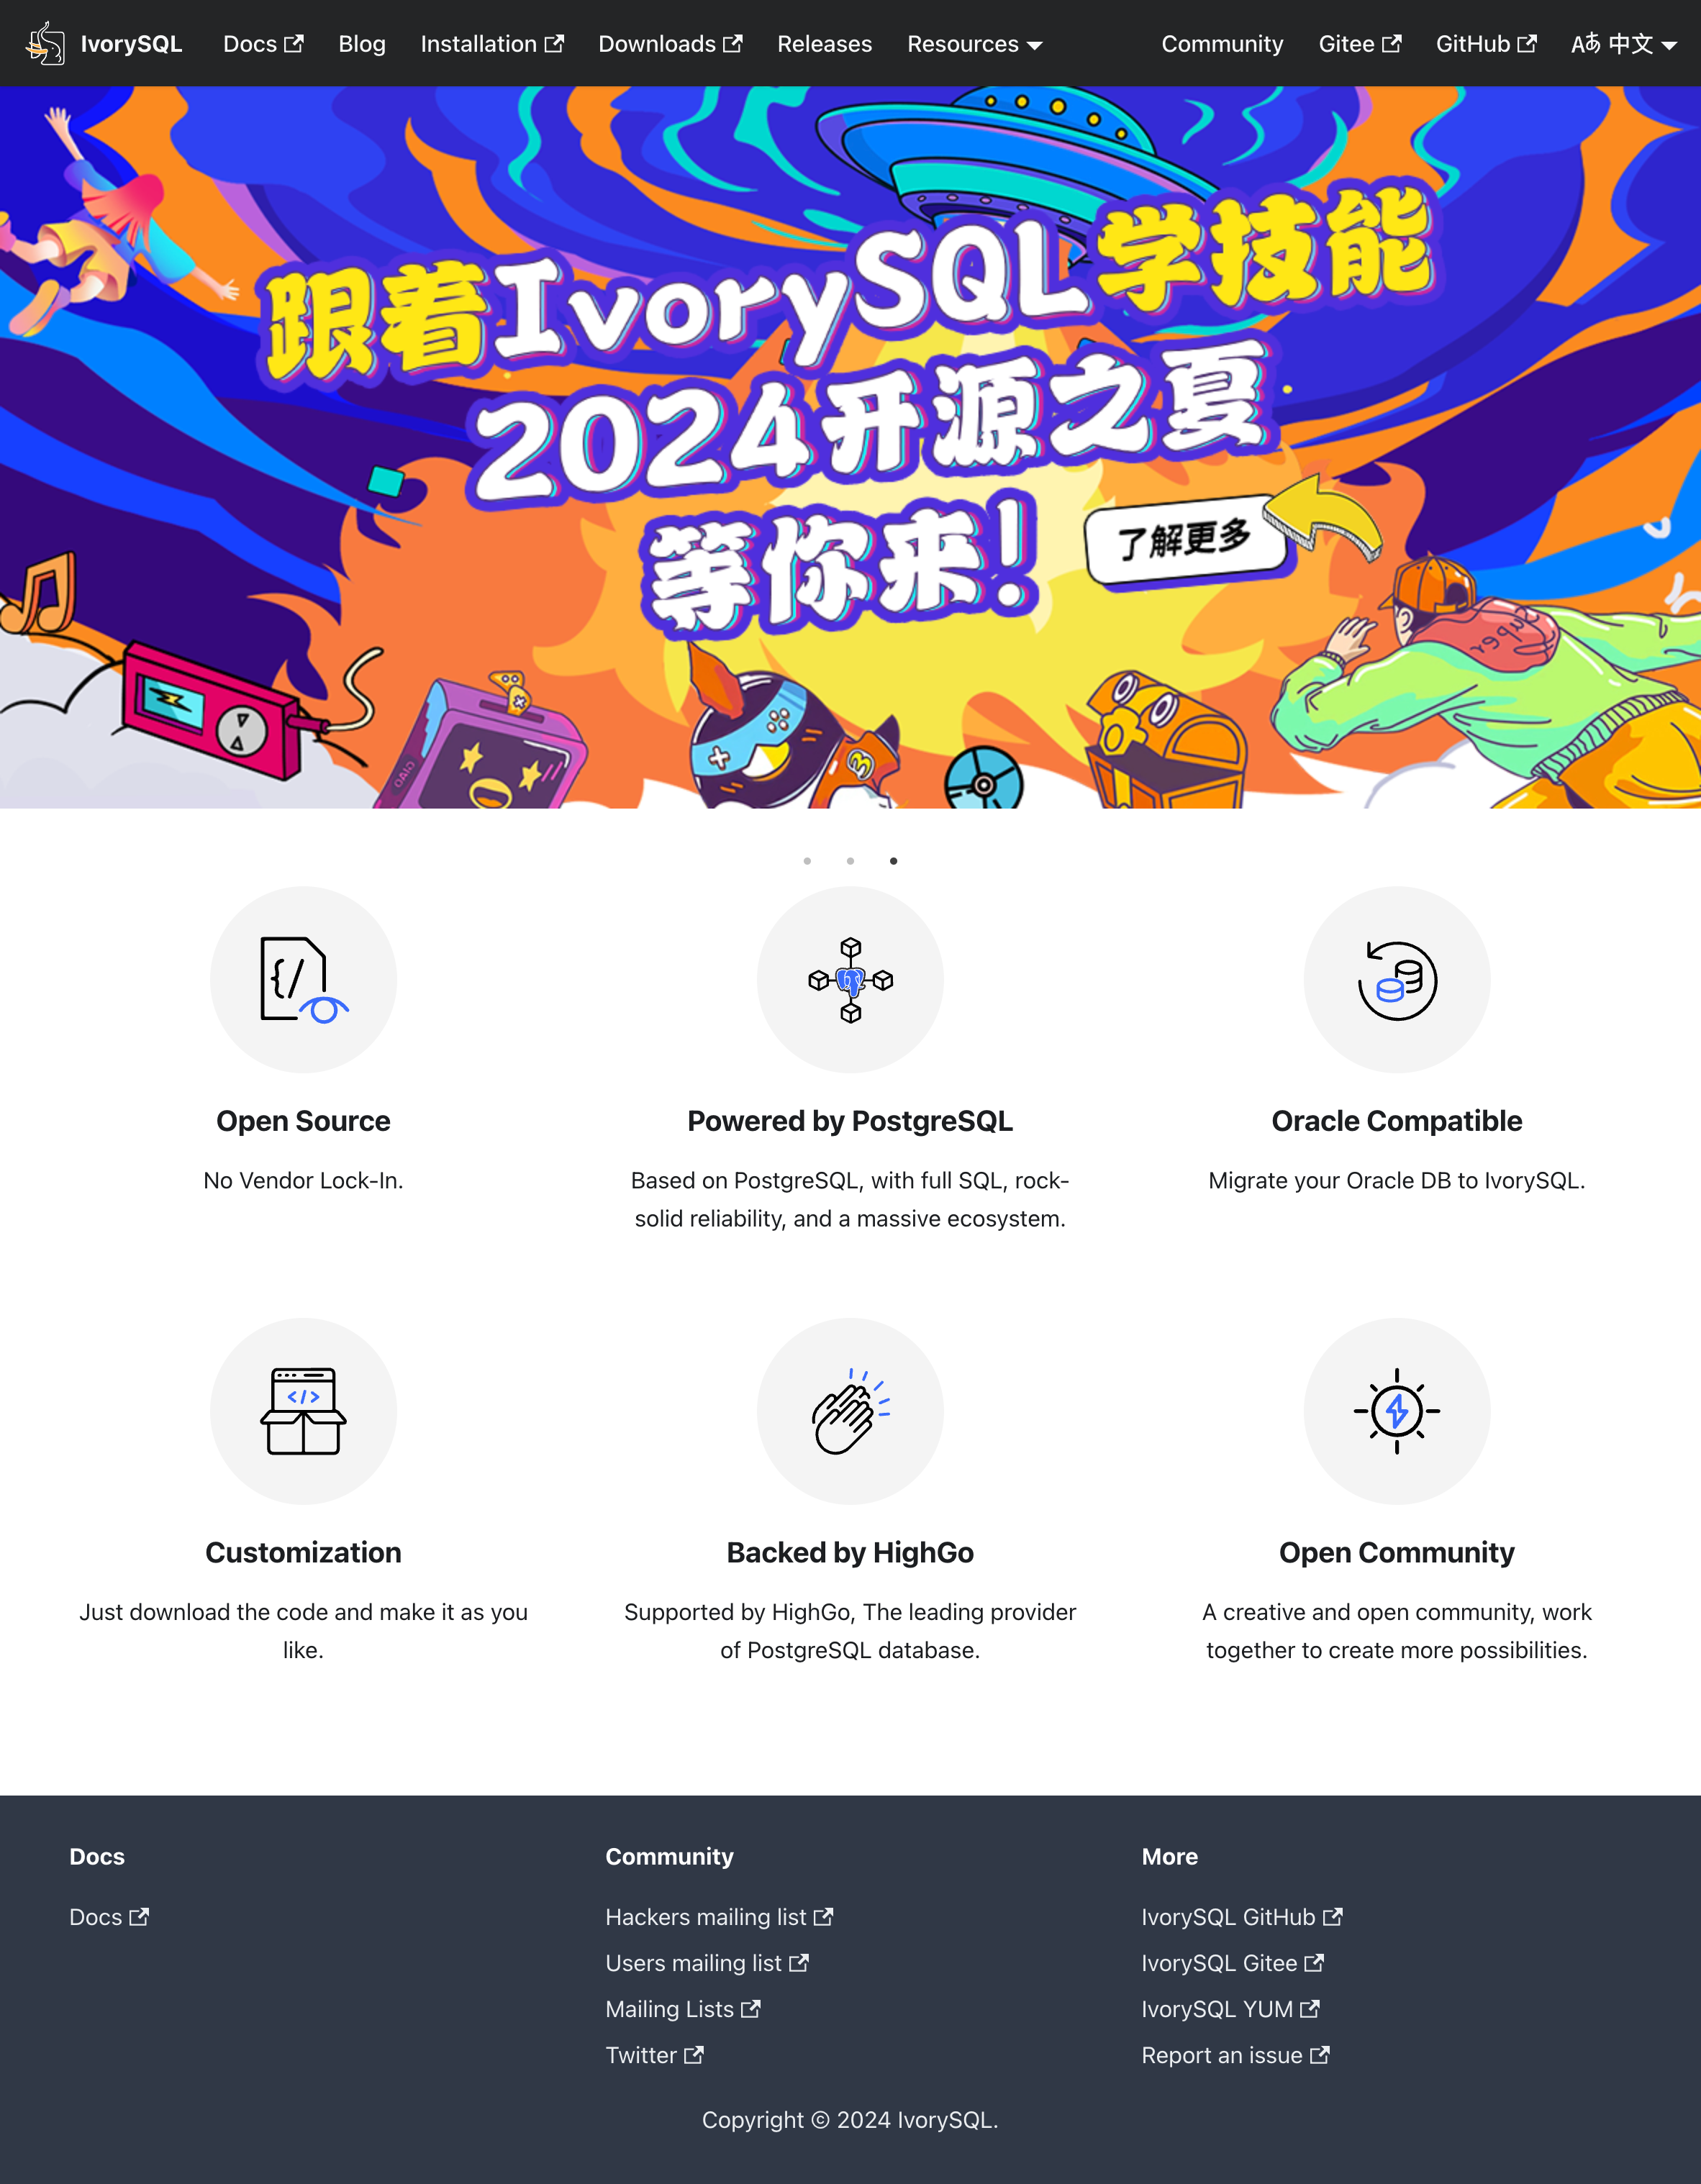 IvorySQL Docs Blog Installation Downloads Releases Resources Community Gitee GitHub 中文
跟着IvorySQL学技能
2024开源之夏
等你来!
了解更多
Open Source
No Vendor Lock-In.
Powered by PostgreSQL
Based on PostgreSQL, with full SQL, rock-
solid reliability, and a massive ecosystem.
Oracle Compatible
Migrate your Oracle DB to IvorySQL.
Customization
Just download the code and make it as you
like.
Backed by HighGo
Supported by HighGo, The leading provider
of PostgreSQL database.
Open Community
A creative and open community, work
together to create more possibilities.
Docs
Docs
Community
Hackers mailing list
Users mailing list
Mailing Lists
Twitter
More
IvorySQL GitHub
IvorySQL Gitee
IvorySQL YUM
Report an issue
Copyright © 2024 IvorySQL.